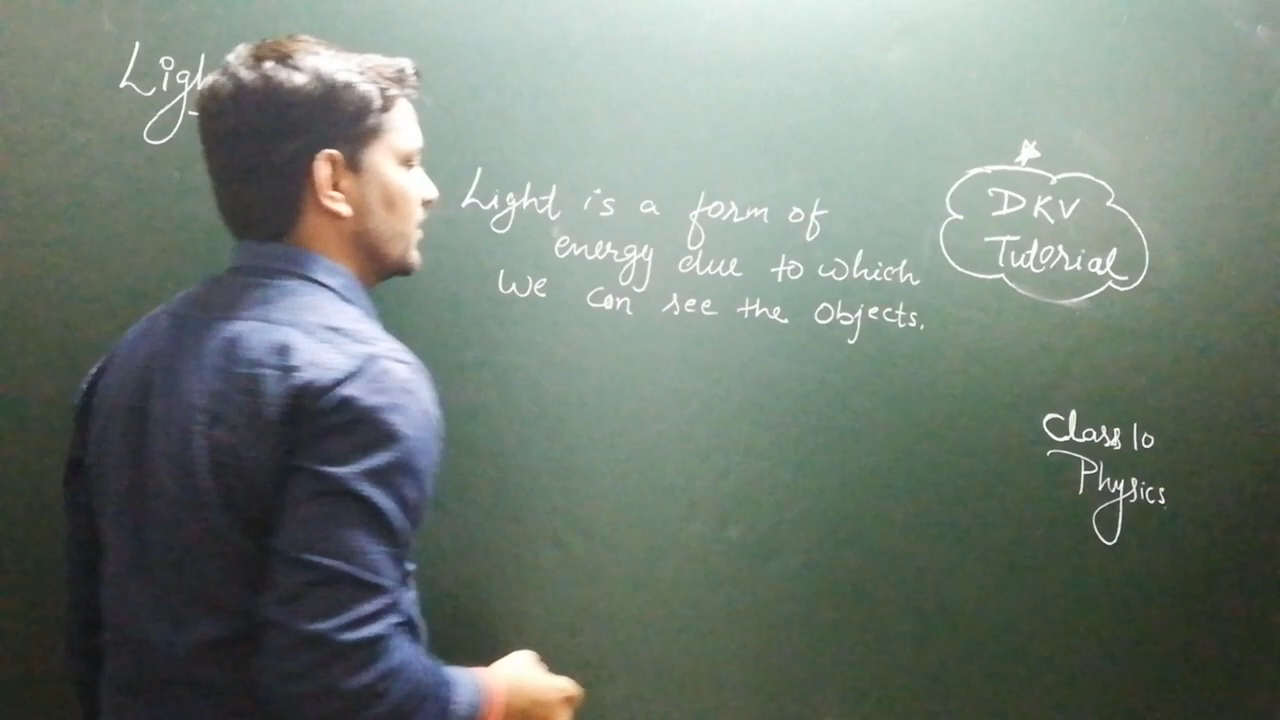 Light is a form of
energy due to which
we can see the objects.
DKV
Tutorial
Class 10
Physics